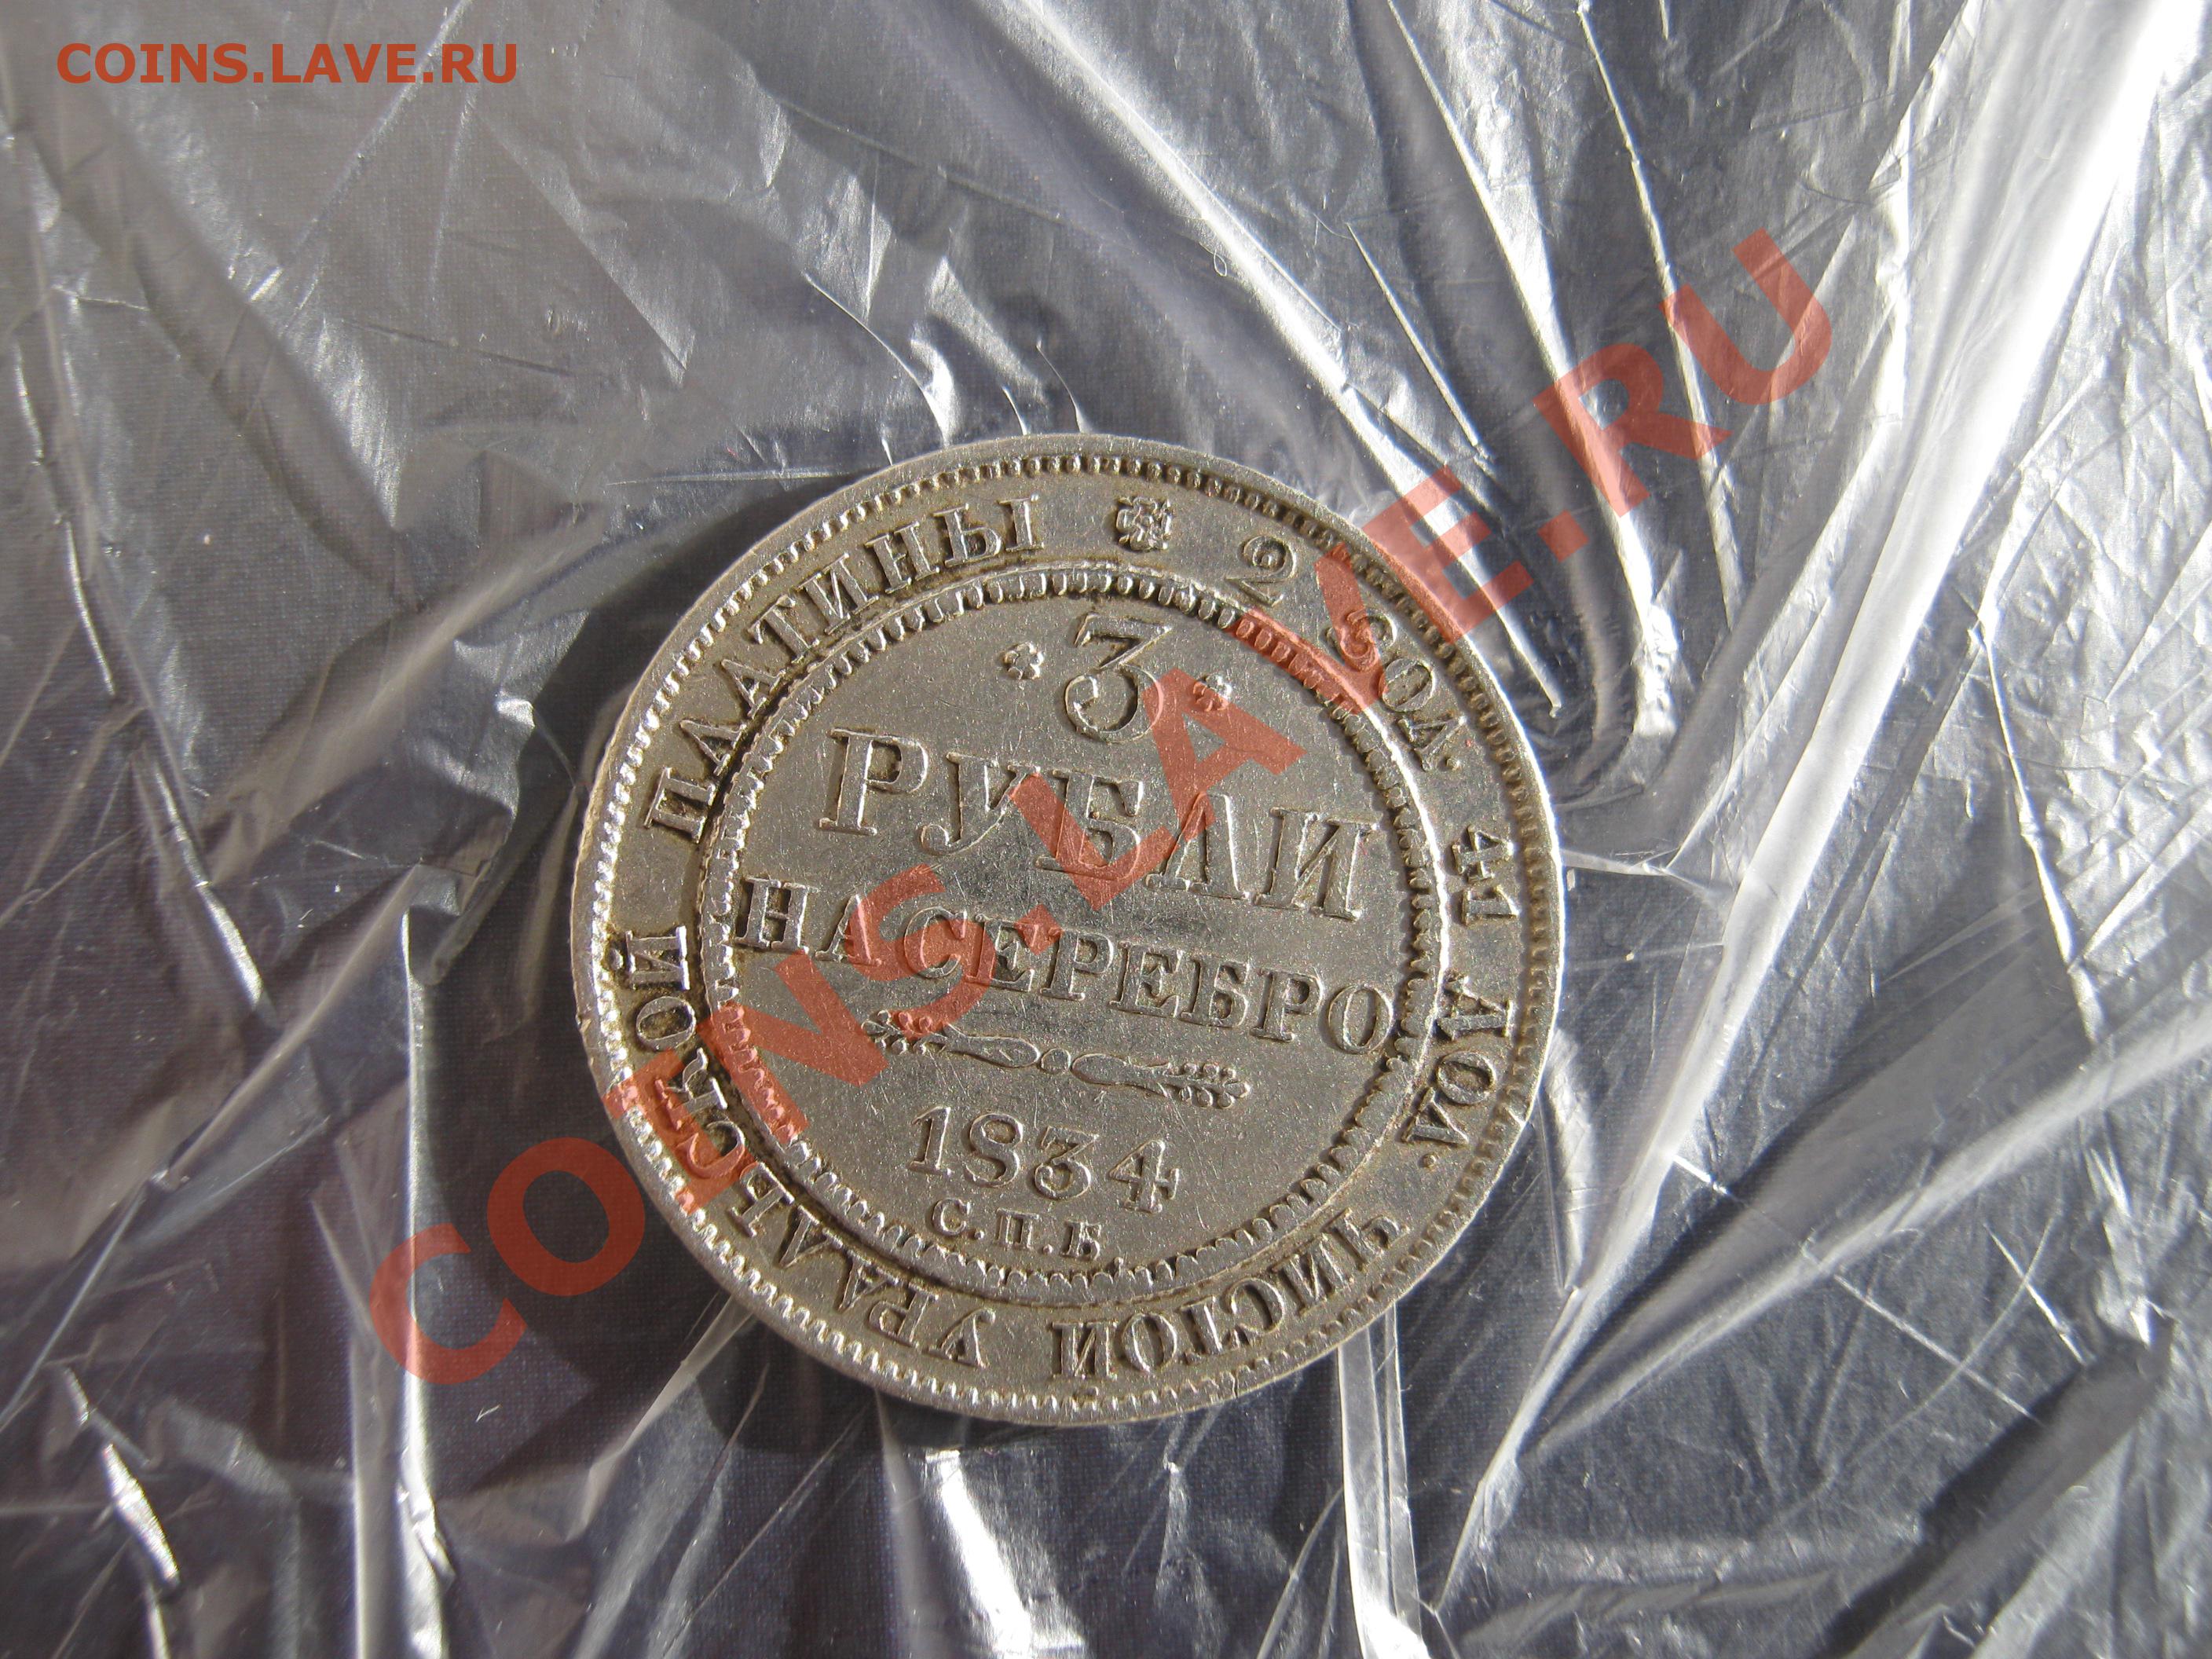 COINS.LAVE.RU
2 ЗОЛ. 41 ДОЛ. ЧИСТОЙ УРАЛЬСКОЙ ПЛАТИНЫ
3
РУБЛИ
НА СЕРЕБРО
1834
С.П.Б
COINS.LAVE.RU